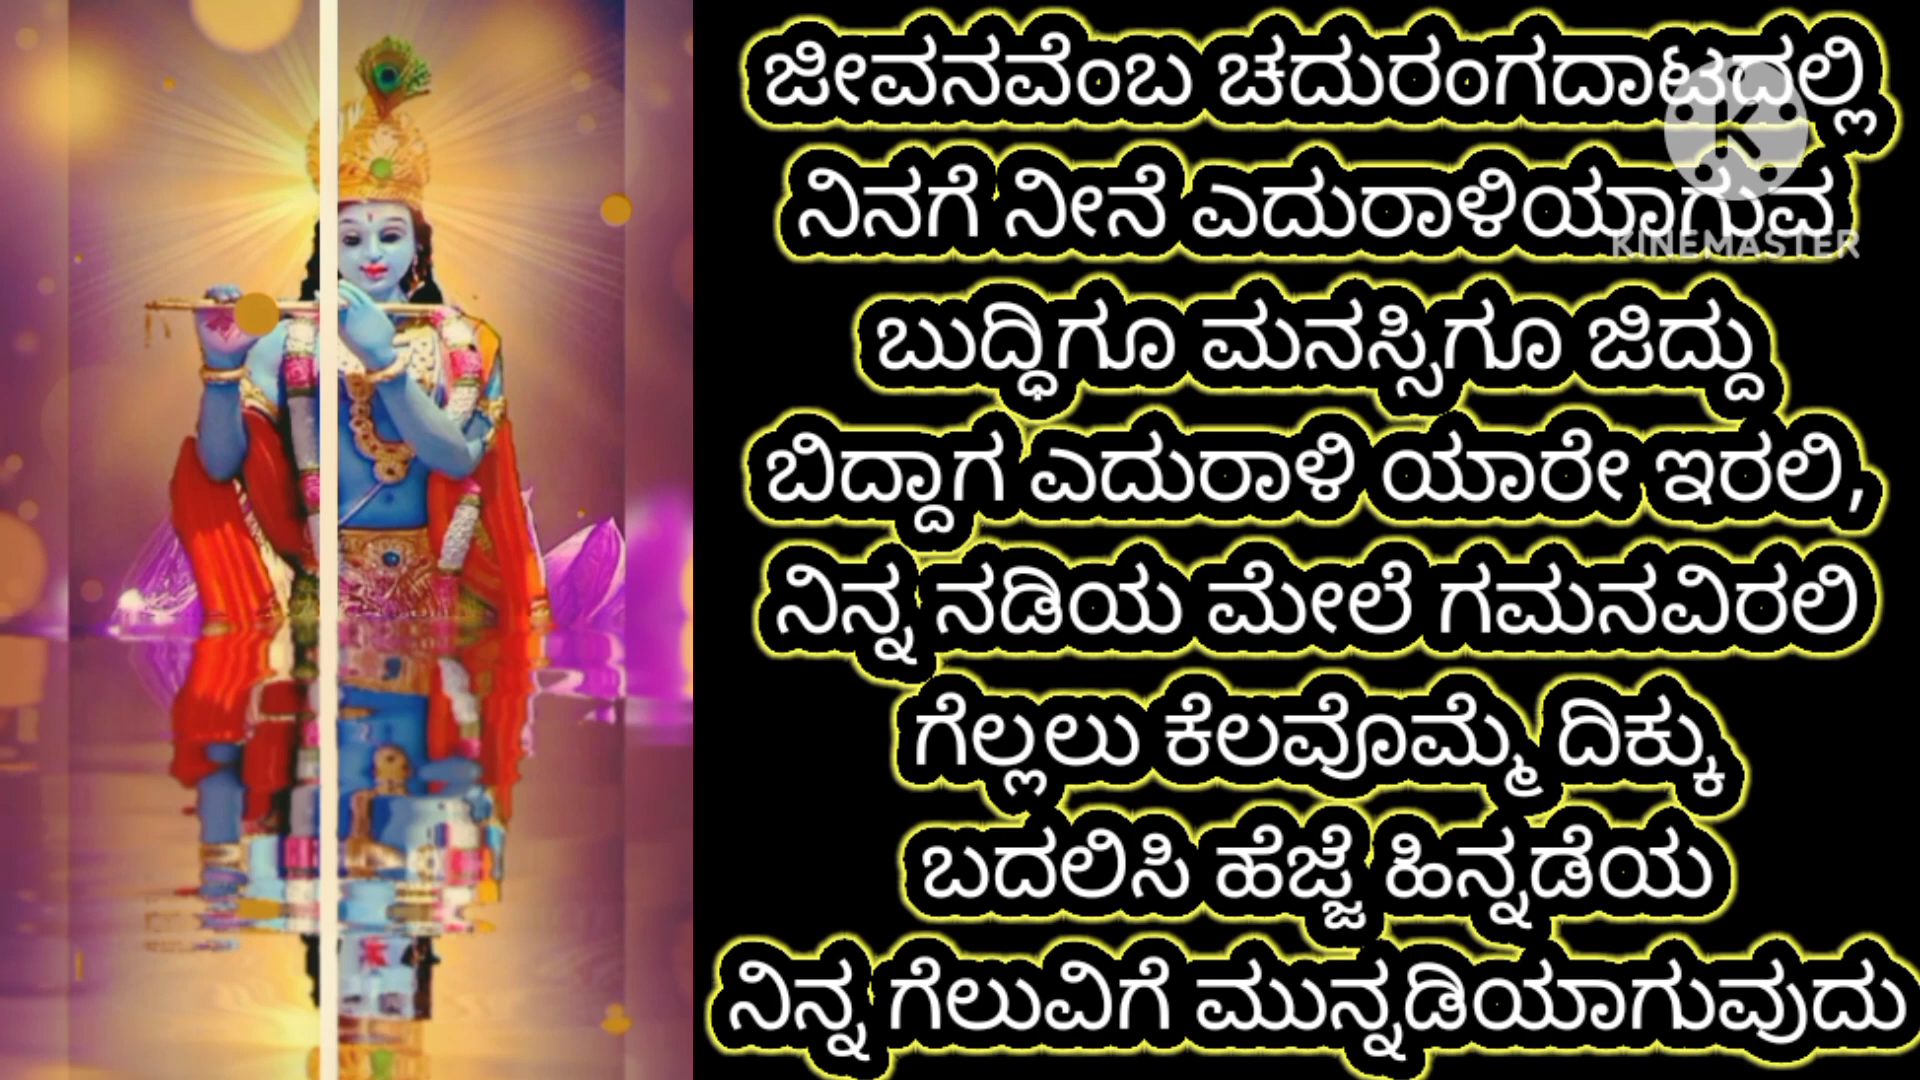 ಜೀವನವೆಂಬ ಚದುರಂಗದಾಟದಲ್ಲಿ
ನಿನಗೆ ನೀನೆ ಎದುರಾಳಿಯಾಗುವ
KINEMASTER
ಬುದ್ಧಿಗೂ ಮನಸ್ಸಿಗೂ ಜಿದ್ದು
ಬಿದ್ದಾಗ ಎದುರಾಳಿ ಯಾರೇ ಇರಲಿ,
ನಿನ್ನ ನಡಿಯ ಮೇಲೆ ಗಮನವಿರಲಿ
ಗೆಲ್ಲಲು ಕೆಲವೊಮ್ಮೆ ದಿಕ್ಕು
ಬದಲಿಸಿ ಹೆಜ್ಜೆ ಹಿನ್ನಡೆಯ
ನಿನ್ನ ಗೆಲುವಿಗೆ ಮುನ್ನಡಿಯಾಗುವುದು